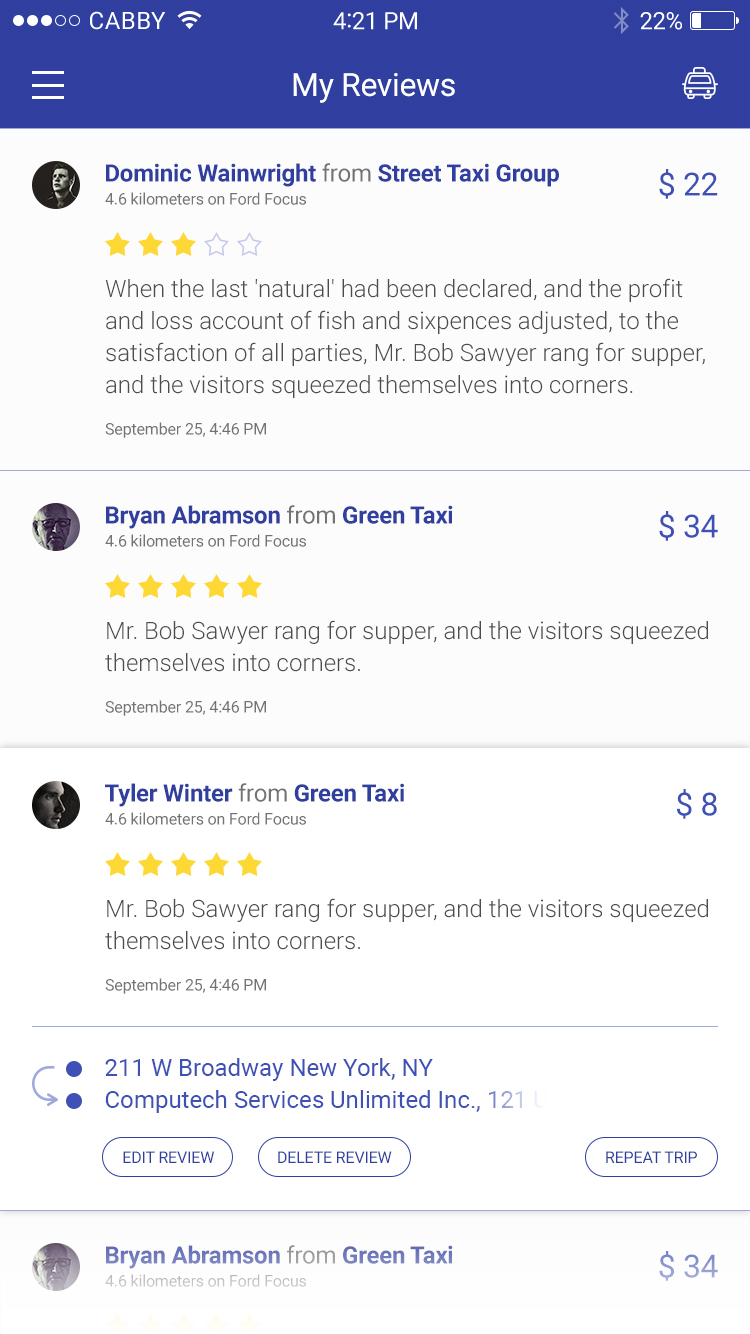 CABBY 4:21 PM 22%
My Reviews
Dominic Wainwright from Street Taxi Group $ 22
4.6 kilometers on Ford Focus
When the last 'natural' had been declared, and the profit
and loss account of fish and sixpences adjusted, to the
satisfaction of all parties, Mr. Bob Sawyer rang for supper,
and the visitors squeezed themselves into corners.
September 25, 4:46 PM
Bryan Abramson from Green Taxi $ 34
4.6 kilometers on Ford Focus
Mr. Bob Sawyer rang for supper, and the visitors squeezed
themselves into corners.
September 25, 4:46 PM
Tyler Winter from Green Taxi $ 8
4.6 kilometers on Ford Focus
Mr. Bob Sawyer rang for supper, and the visitors squeezed
themselves into corners.
September 25, 4:46 PM
211 W Broadway New York, NY
Computech Services Unlimited Inc., 121
EDIT REVIEW DELETE REVIEW REPEAT TRIP
Bryan Abramson from Green Taxi $ 34
4.6 kilometers on Ford Focus